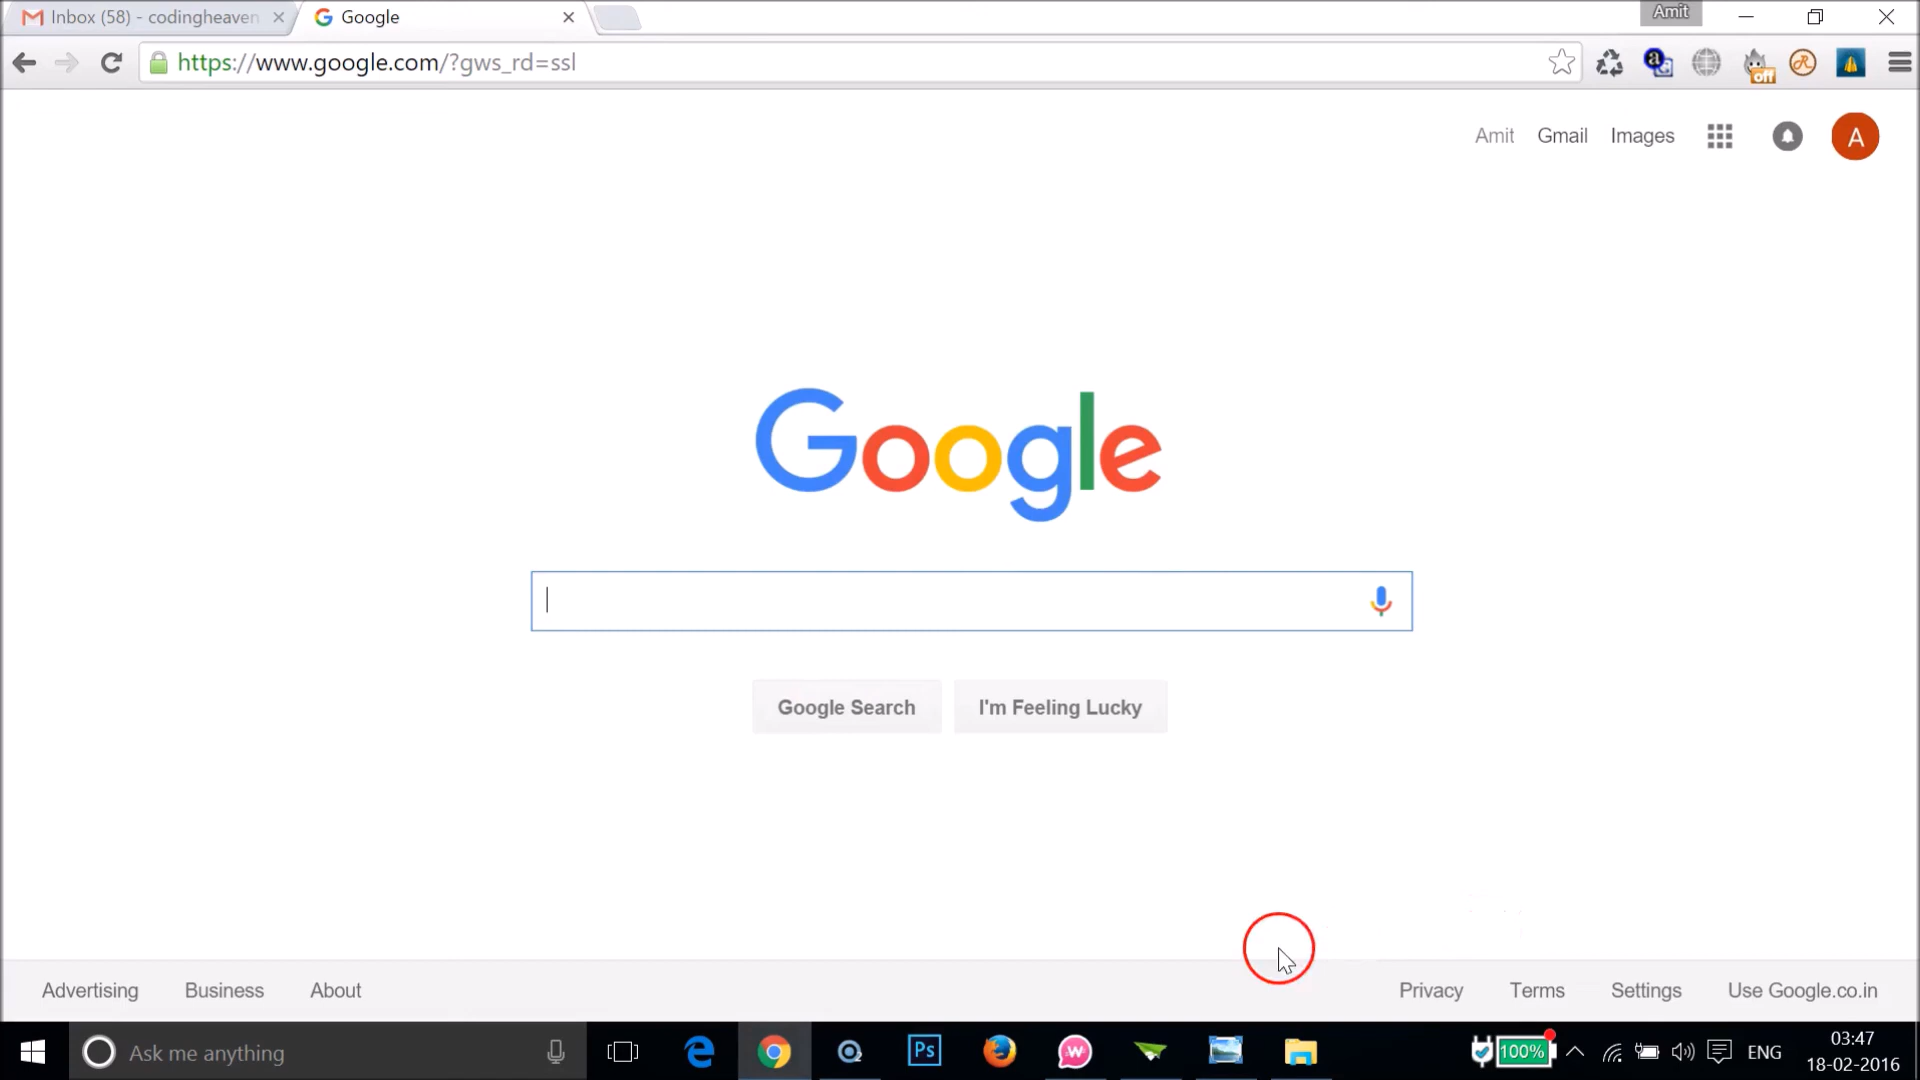 Inbox (58) - codingheaven
Google
Amit
https://www.google.com/?gws_rd=ssl
off
Amit Gmail Images
A
Google
Google Search I'm Feeling Lucky
Advertising Business About
Privacy Terms Settings Use Google.co.in
Ask me anything
Ps
W
100%
ENG
03:47
18-02-2016